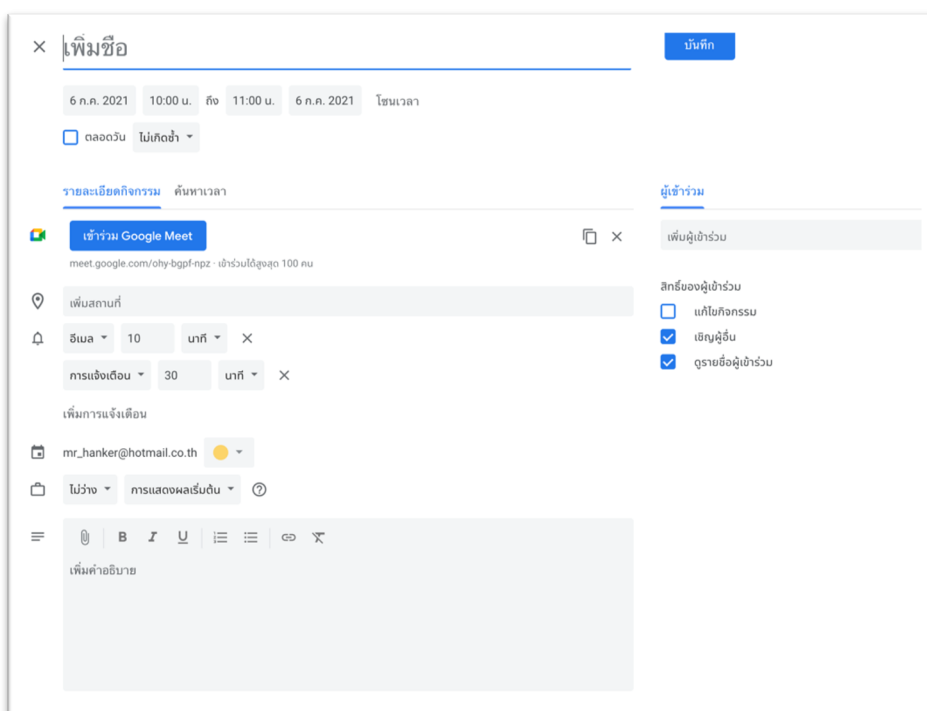 เพิ่มชื่อ
บันทึก
6 ก.ค. 2021 10:00 น. ถึง 11:00 น. 6 ก.ค. 2021 โซนเวลา
ตลอดวัน ไม่เกิดซ้ำ
รายละเอียดกิจกรรม ค้นหาเวลา
ผู้เข้าร่วม
เข้าร่วม Google Meet
meet.google.com/ohy-bgpf-npz · เข้าร่วมได้สูงสุด 100 คน
เพิ่มผู้เข้าร่วม
เพิ่มสถานที่
สิทธิ์ของผู้เข้าร่วม
แก้ไขกิจกรรม
เชิญผู้อื่น
ดูรายชื่อผู้เข้าร่วม
อีเมล 10 นาที
การแจ้งเตือน 30 นาที
เพิ่มการแจ้งเตือน
mr_hanker@hotmail.co.th
ไม่ว่าง การแสดงผลเริ่มต้น
B I U
เพิ่มคำอธิบาย